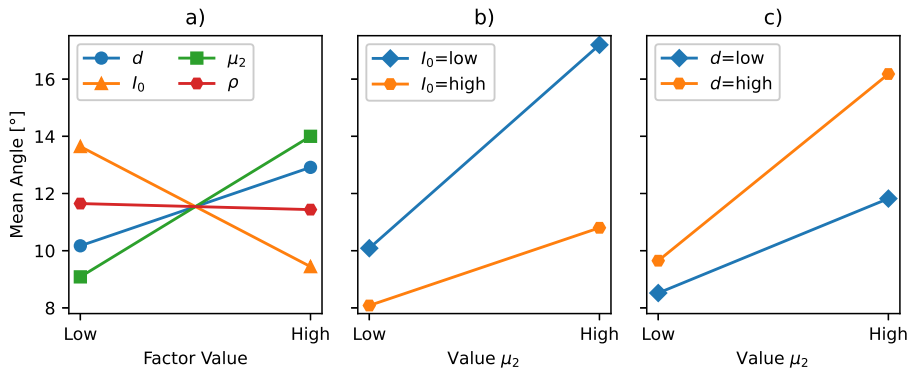 a)
b)
c)
Mean Angle [°]
16
14
12
10
8
d
I₀
μ₂
ρ
Low
High
Factor Value
I₀=low
I₀=high
Low
High
Value μ₂
d=low
d=high
Low
High
Value μ₂